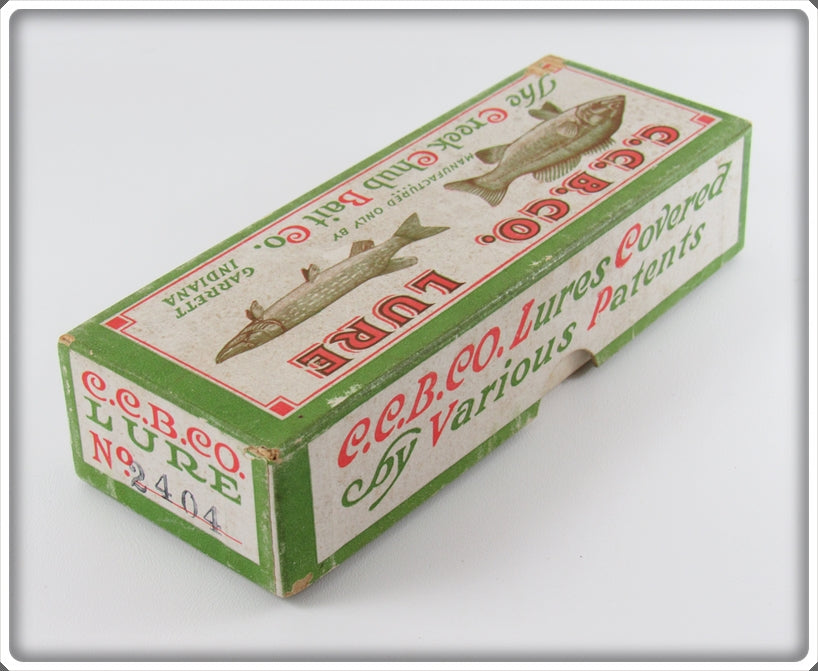 C.C.B.CO. LURE
MANUFACTURED ONLY BY
The Creek Chub Bait Co.
GARRETT
INDIANA
C.C.B.CO. Lures Covered
by Various Patents
C.C.B.CO.
LURE
No. 2404